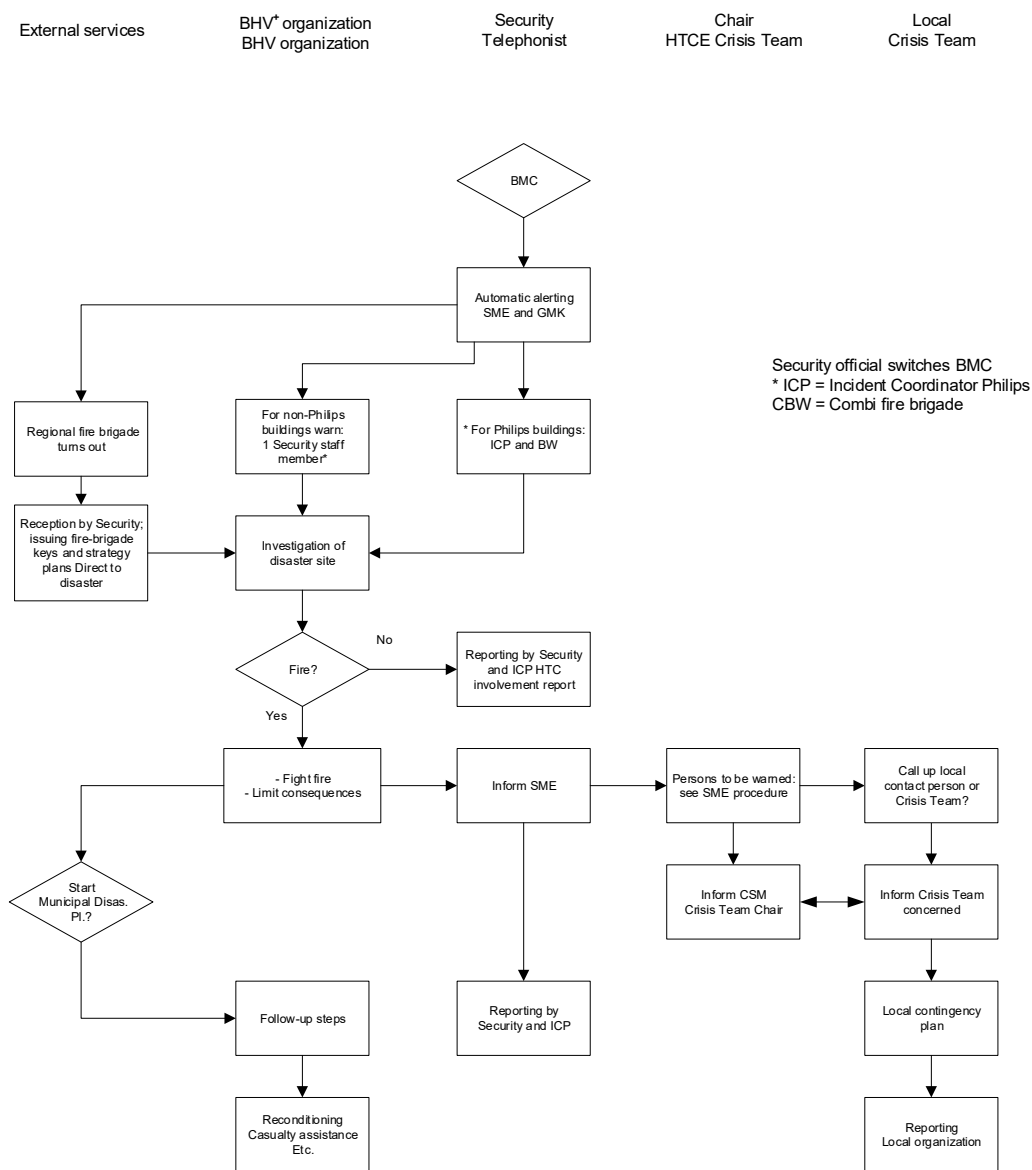 External services
BHV+ organization
BHV organization
Security
Telephonist
Chair
HTCE Crisis Team
Local
Crisis Team
BMC
Automatic alerting
SME and GMK
Security official switches BMC
* ICP = Incident Coordinator Philips
CBW = Combi fire brigade
Regional fire brigade
turns out
For non-Philips
buildings warn:
1 Security staff
member*
* For Philips buildings:
ICP and BW
Reception by Security;
issuing fire-brigade
keys and strategy
plans Direct to
disaster
Investigation of
disaster site
Fire?
No
Reporting by Security
and ICP HTC
involvement report
Yes
- Fight fire
- Limit consequences
Inform SME
Persons to be warned:
see SME procedure
Call up local
contact person or
Crisis Team?
Start
Municipal Disas.
Pl.?
Inform CSM
Crisis Team Chair
Inform Crisis Team
concerned
Follow-up steps
Reporting by
Security and ICP
Local contingency
plan
Reconditioning
Casualty assistance
Etc.
Reporting
Local organization